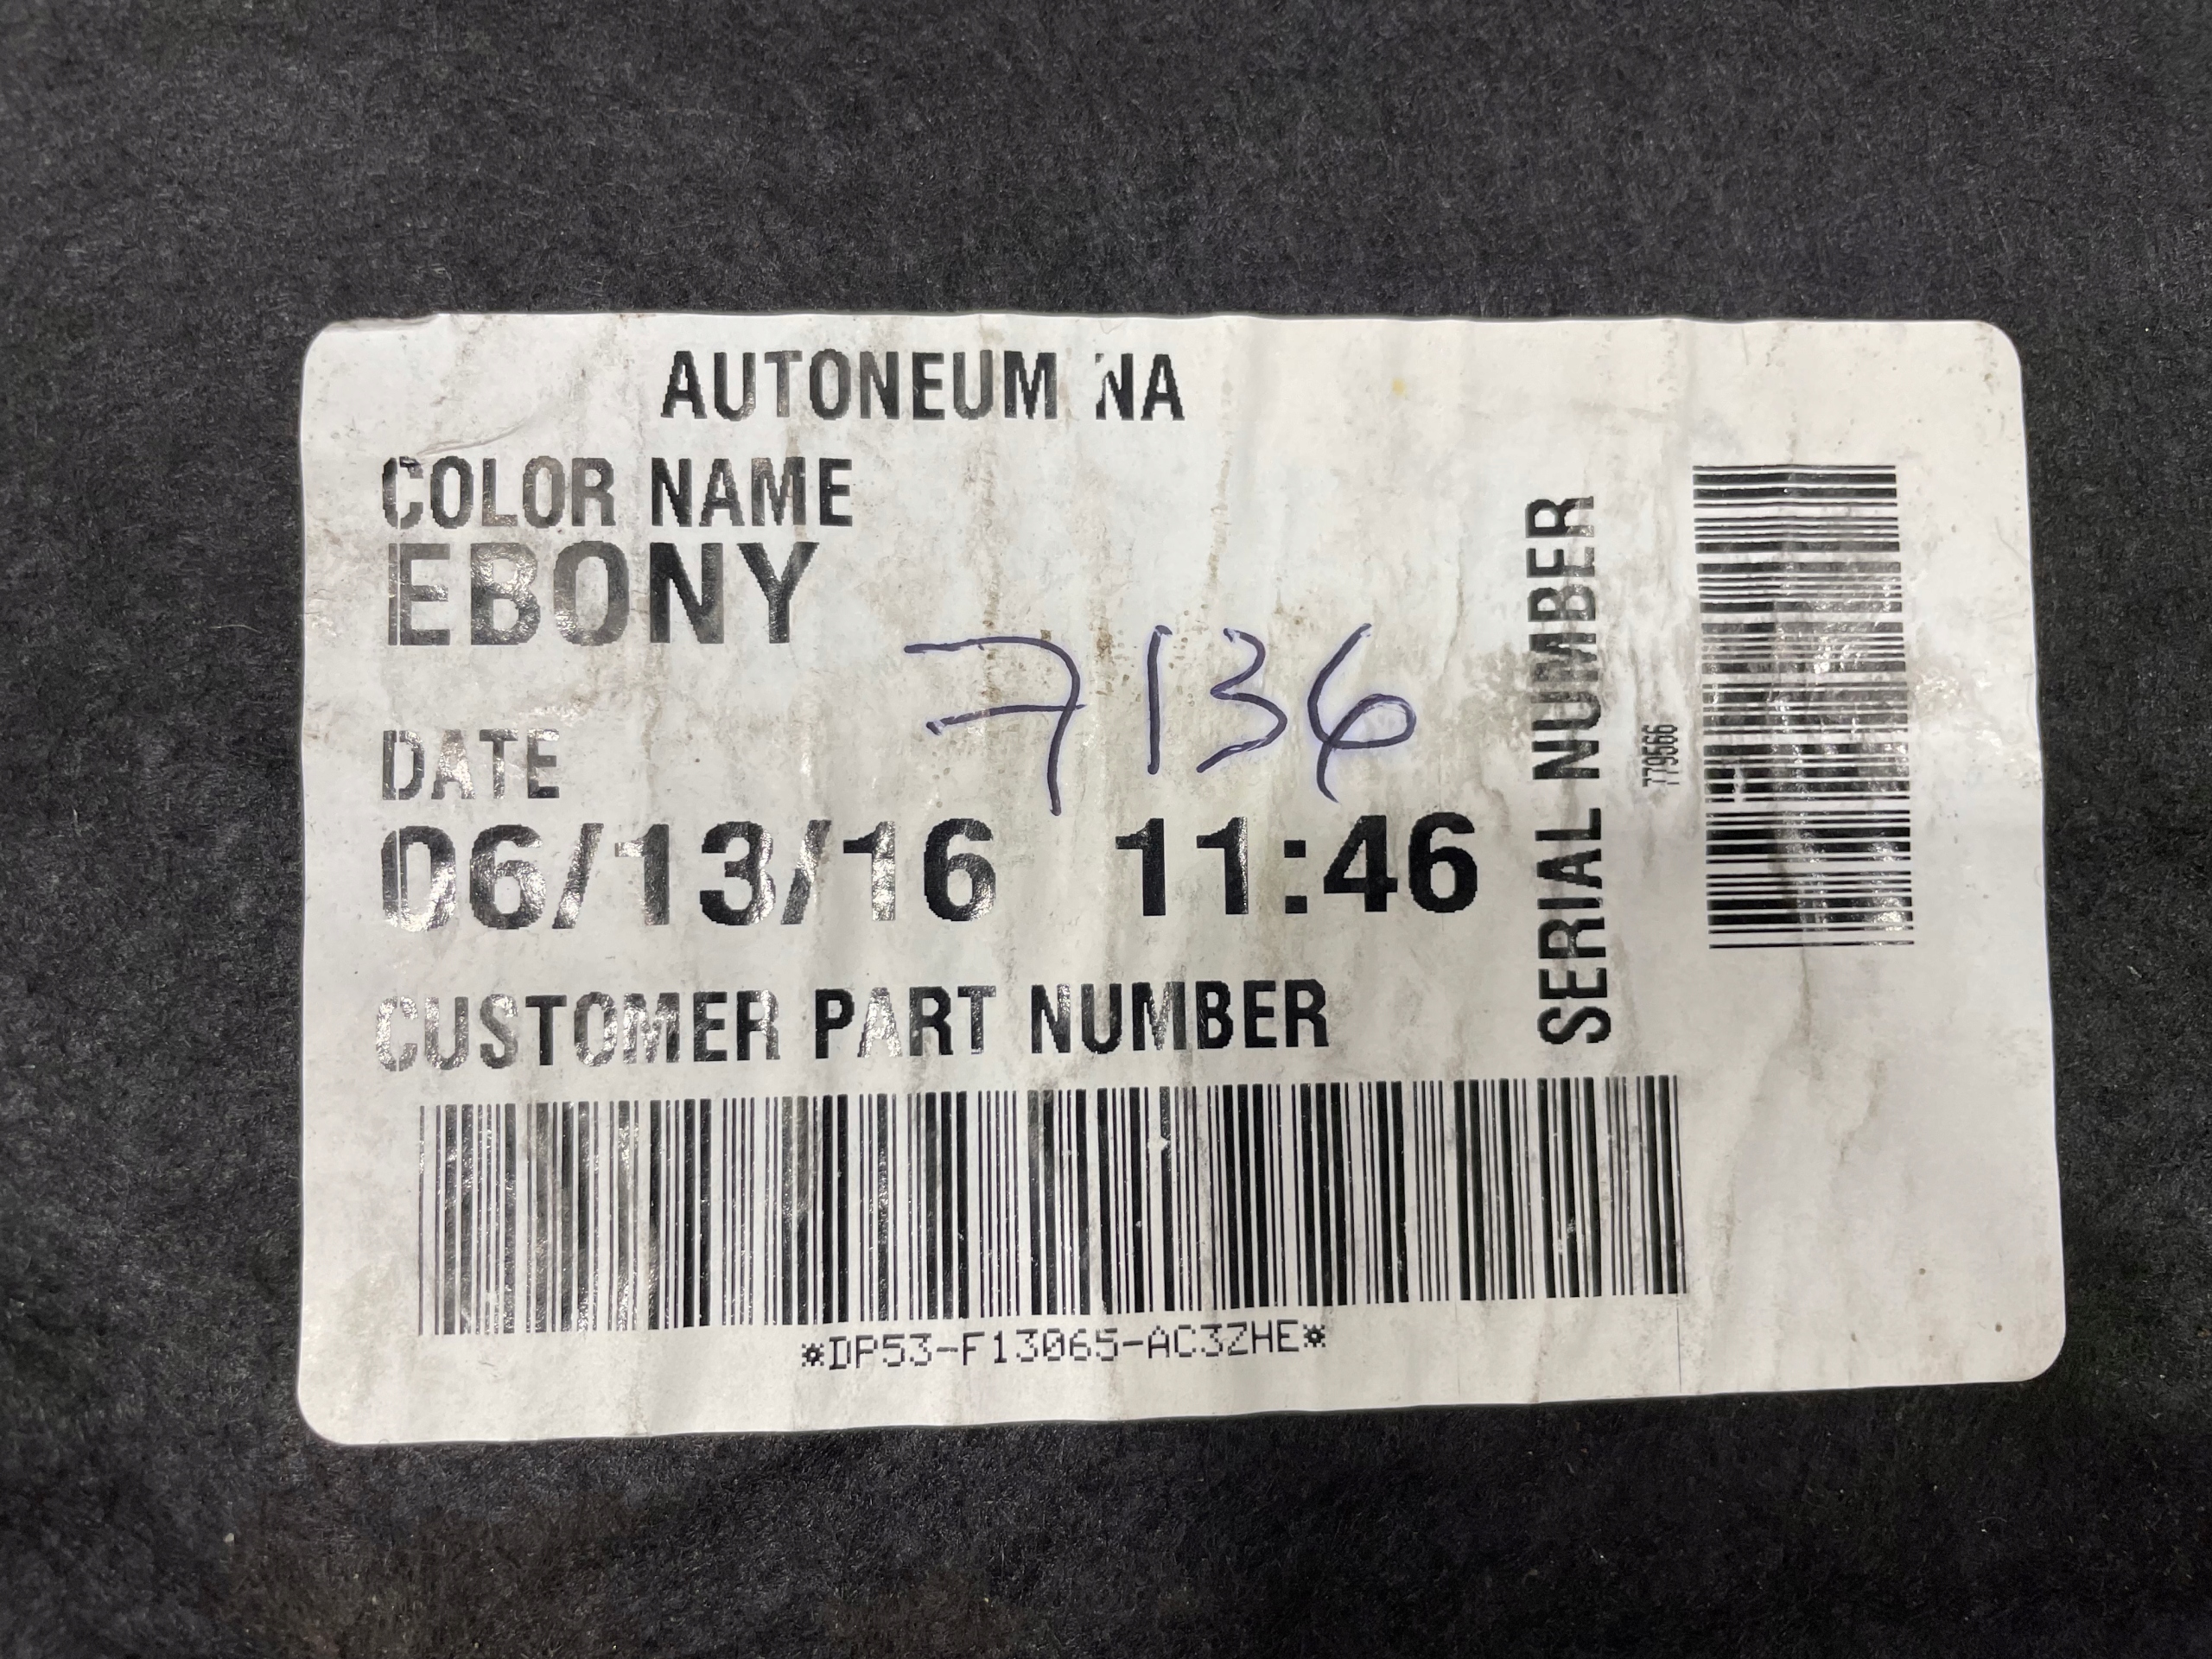 AUTONEUM NA
COLOR NAME
EBONY
7136
DATE
06/13/16 11:46
CUSTOMER PART NUMBER
*DP53-F13065-AC3ZHE*
SERIAL NUMBER
779566